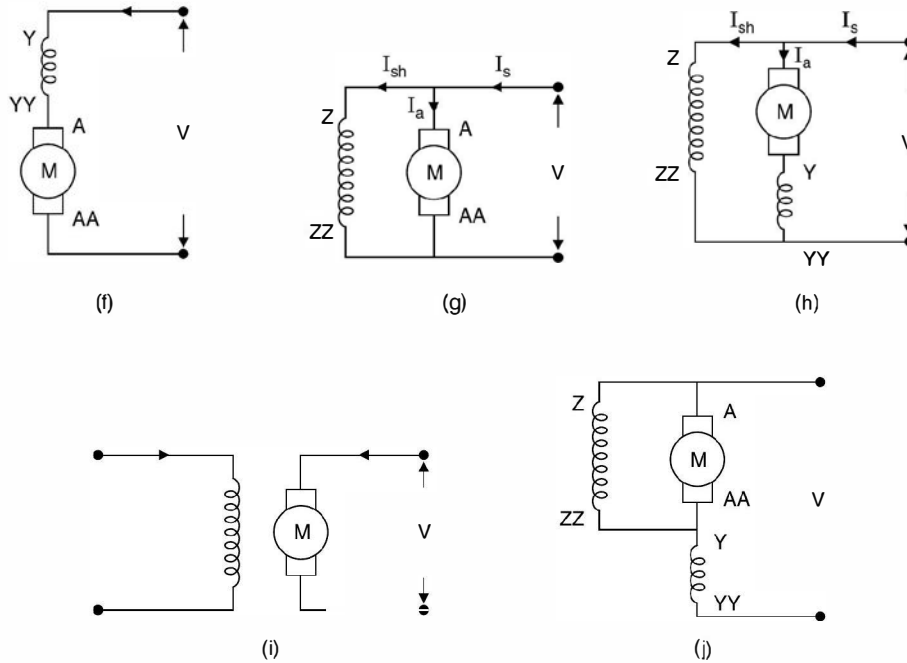 Y
YY
A
M
AA
V
(f)
I_sh
I_s
I_a
Z
A
M
AA
ZZ
V
(g)
I_sh
I_s
I_a
Z
M
ZZ
Y
YY
V
(h)
M
V
(i)
Z
A
M
AA
ZZ
Y
YY
V
(j)